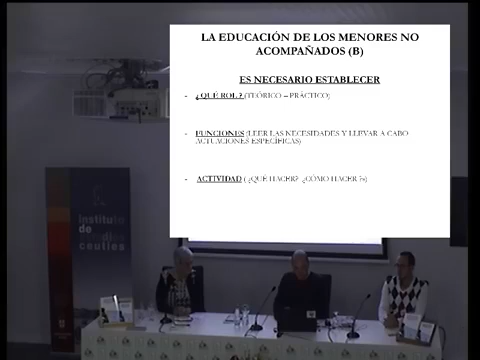 LA EDUCACIÓN DE LOS MENORES NO
ACOMPAÑADOS (B)
ES NECESARIO ESTABLECER
- ¿ QUÉ ROL ? (TEÓRICO – PRÁCTICO)
- FUNCIONES (LEER LAS NECESIDADES Y LLEVAR A CABO
ACTUACIONES ESPECÍFICAS)
- ACTIVIDAD ( ¿QUÉ HACER? ¿CÓMO HACER ?»)
instituto
de
ceutíes